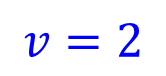 v = 2